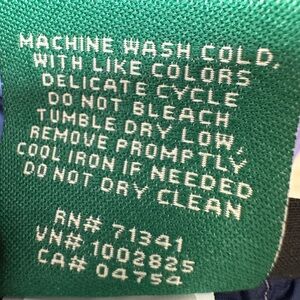 MACHINE WASH COLD,
WITH LIKE COLORS
DELICATE CYCLE
DO NOT BLEACH
TUMBLE DRY LOW,
REMOVE PROMPTLY
COOL IRON IF NEEDED
DO NOT DRY CLEAN
RN# 71341
VN# 1002825
CA# 04754